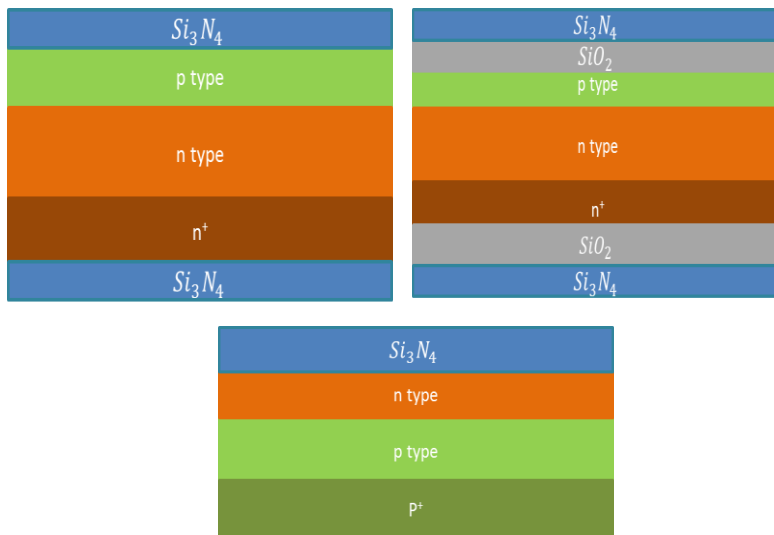 Si₃N₄
p type
n type
n⁺
Si₃N₄
Si₃N₄
SiO₂
p type
n type
n⁺
SiO₂
Si₃N₄
Si₃N₄
n type
p type
P⁺